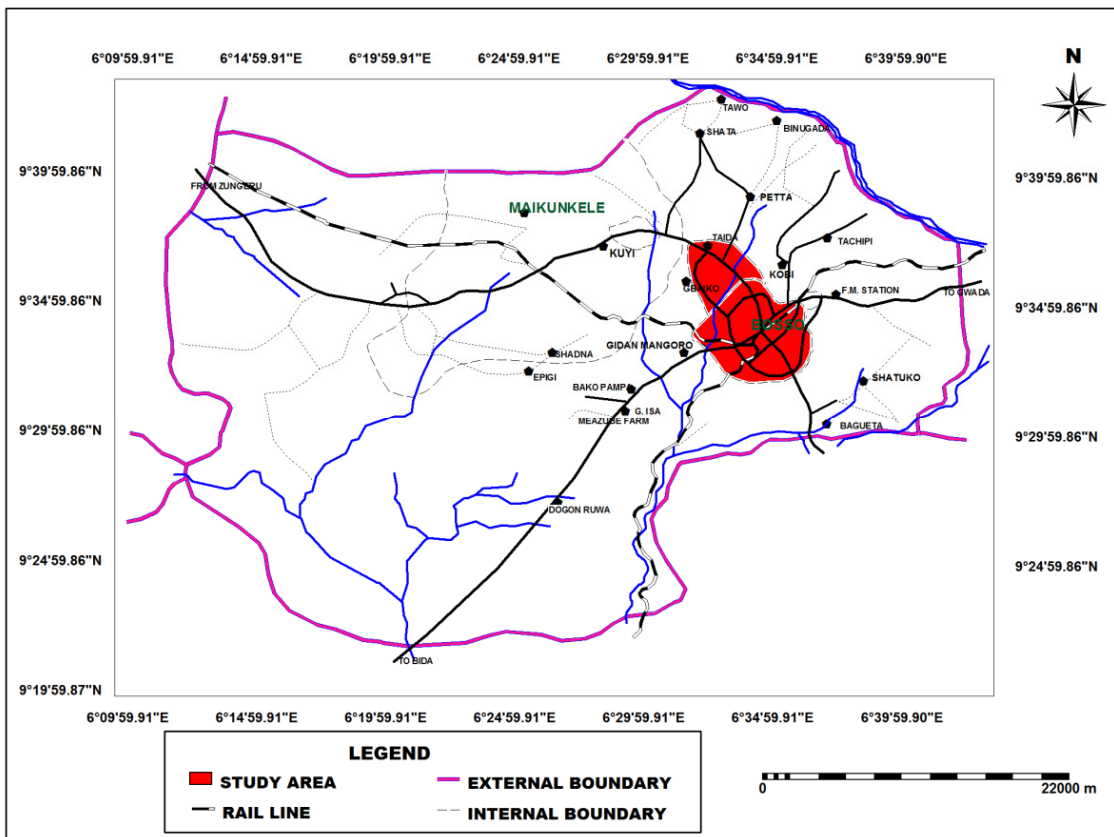 6°09'59.91"E 6°14'59.91"E 6°19'59.91"E 6°24'59.91"E 6°29'59.91"E 6°34'59.91"E 6°39'59.90"E
N
TAWO
BINUGADA
SHATA
9°39'59.86"N
9°39'59.86"N
FROM ZUNGERU
PETTA
MAIKUNKELE
TAIDA
TACHIPI
KUYI
KOBI
F.M. STATION
TO GWADA
9°34'59.86"N
9°34'59.86"N
BOSSO
GIDAN MANGORO
SHADNA
EPIGI
SHATUKO
BAKO PAMPA
G. ISA
MEAZUBE FARM
BAGUETA
9°29'59.86"N
9°29'59.86"N
DOGON RUWA
9°24'59.86"N
9°24'59.86"N
TO BIDA
9°19'59.87"N
9°19'59.87"N
6°09'59.91"E 6°14'59.91"E 6°19'59.91"E 6°24'59.91"E 6°29'59.91"E 6°34'59.91"E 6°39'59.90"E
LEGEND
STUDY AREA
EXTERNAL BOUNDARY
RAIL LINE
INTERNAL BOUNDARY
0 22000 m